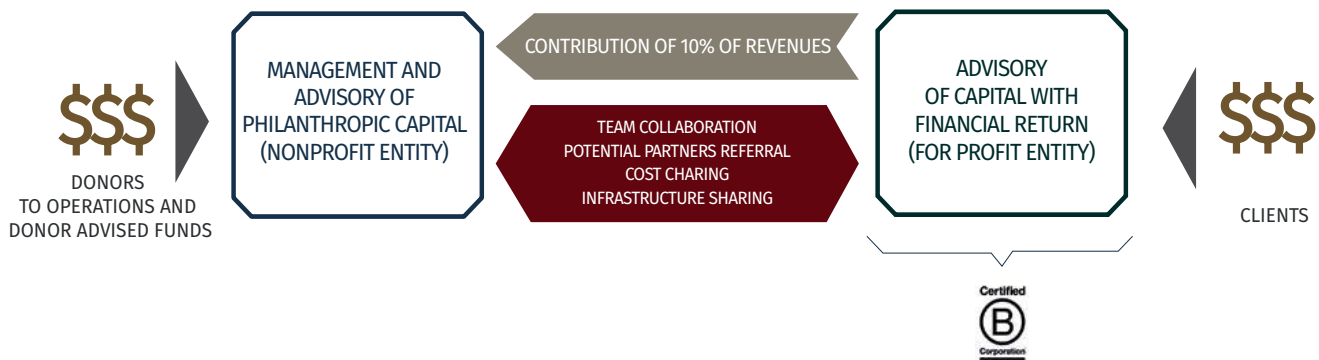 $$$
DONORS
TO OPERATIONS AND
DONOR ADVISED FUNDS
MANAGEMENT AND
ADVISORY OF
PHILANTHROPIC CAPITAL
(NONPROFIT ENTITY)
CONTRIBUTION OF 10% OF REVENUES
TEAM COLLABORATION
POTENTIAL PARTNERS REFERRAL
COST CHARING
INFRASTRUCTURE SHARING
ADVISORY
OF CAPITAL WITH
FINANCIAL RETURN
(FOR PROFIT ENTITY)
$$$
CLIENTS
Certified
B
Corporation